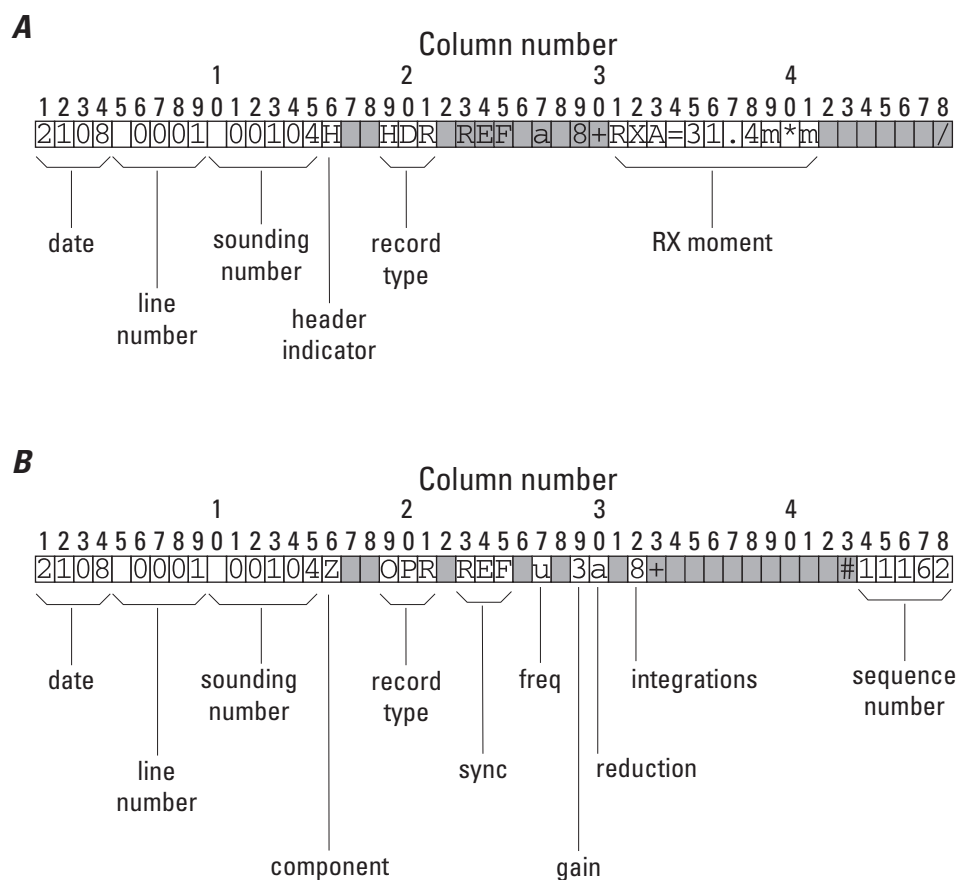 A
Column number
1 2 3 4
1 2 3 4 5 6 7 8 9 0 1 2 3 4 5 6 7 8 9 0 1 2 3 4 5 6 7 8 9 0 1 2 3 4 5 6 7 8 9 0 1 2 3 4 5 6 7 8
2108 0001 00104H HDR REF a 8+RXA=31.4m*m /
date
sounding
number
record
type
RX moment
line
number
header
indicator
B
Column number
1 2 3 4
1 2 3 4 5 6 7 8 9 0 1 2 3 4 5 6 7 8 9 0 1 2 3 4 5 6 7 8 9 0 1 2 3 4 5 6 7 8 9 0 1 2 3 4 5 6 7 8
2108 0001 00104Z OPR REF u 3a 8+ #11162
date
sounding
number
record
type
freq
integrations
sequence
number
line
number
sync
reduction
component
gain